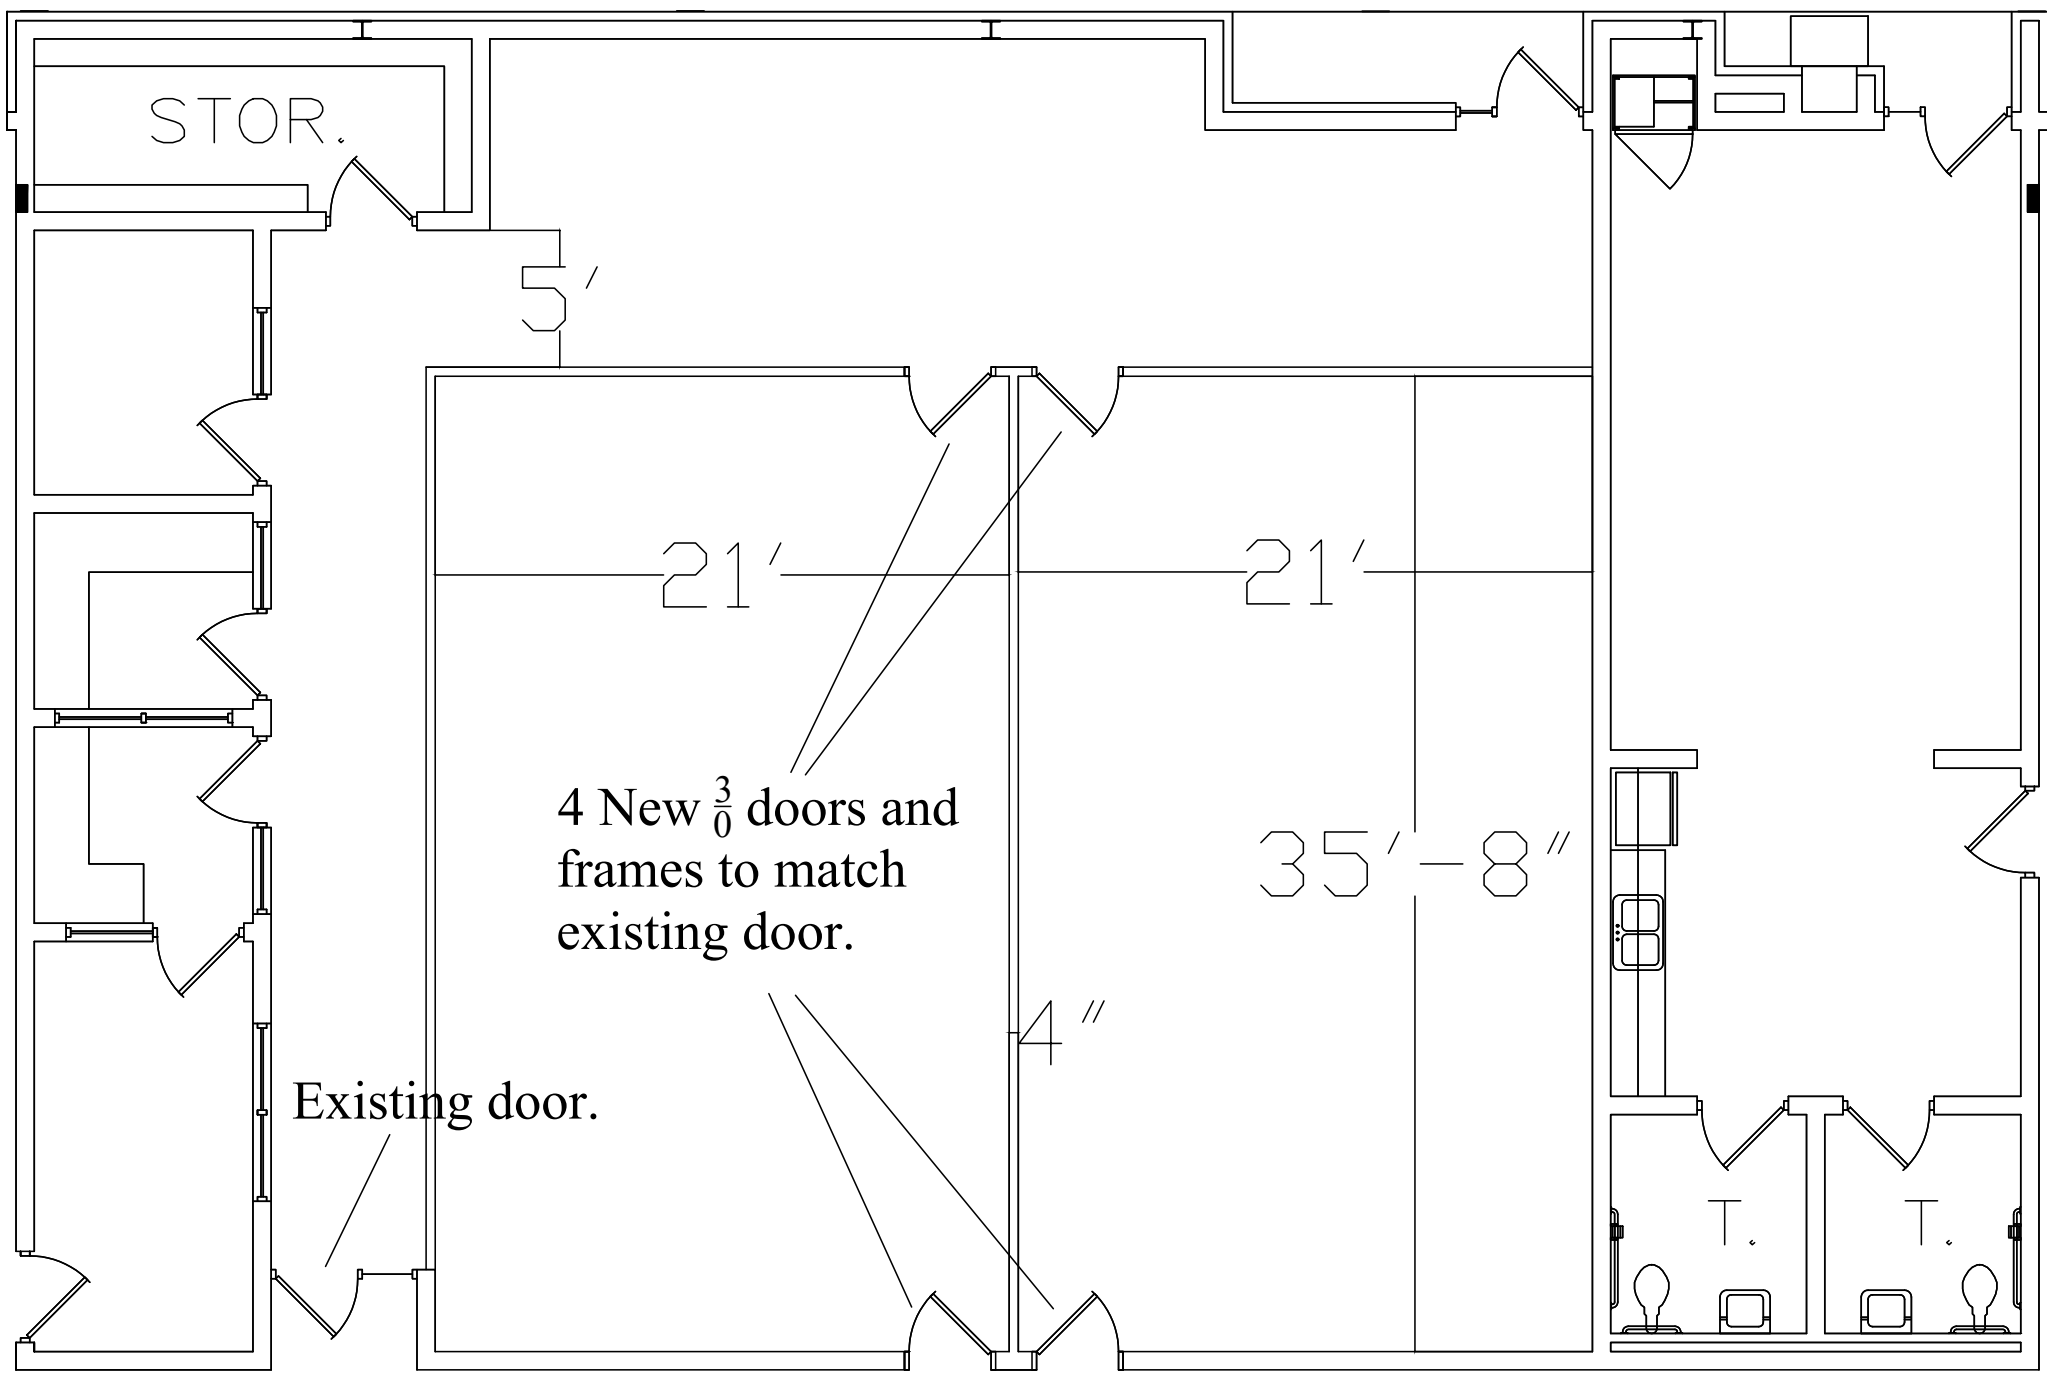 STOR.
5'
21'
21'
4 New 3/0 doors and
frames to match
existing door.
35'-8"
4"
Existing door.
T.
T.